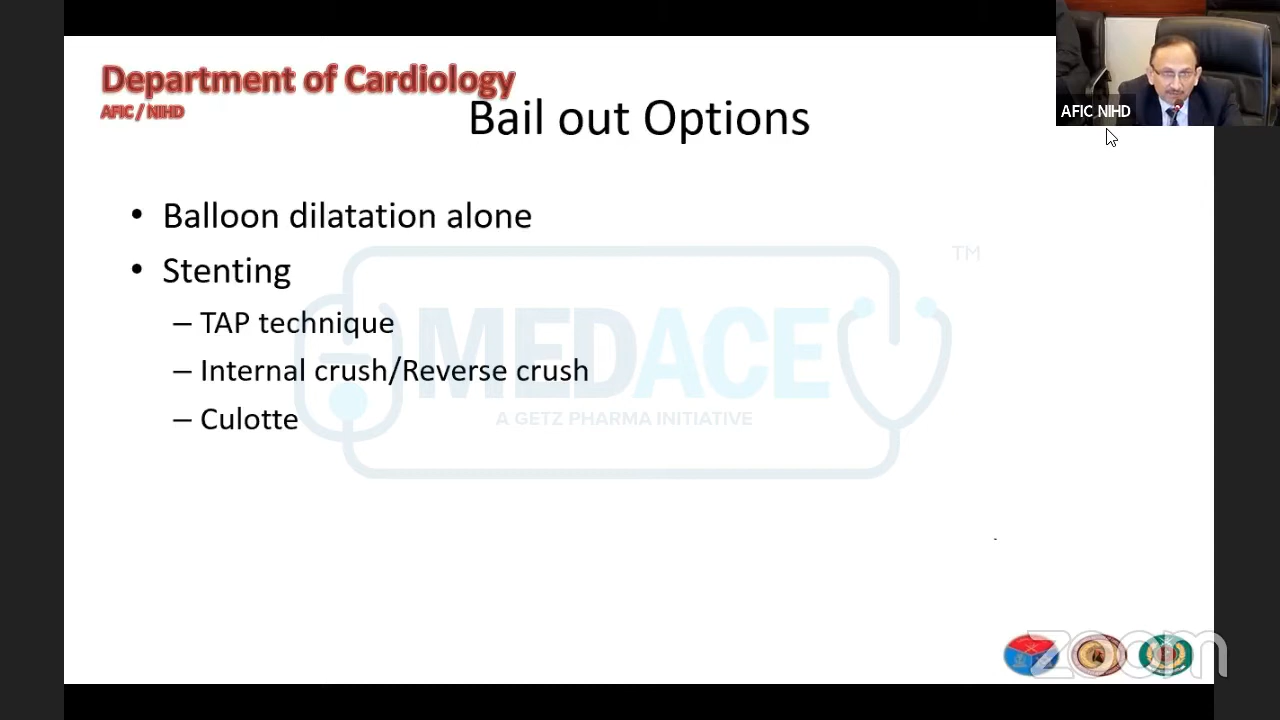 Department of Cardiology
AFIC / NIHD
Bail out Options
AFIC NIHD
• Balloon dilatation alone
• Stenting
– TAP technique
– Internal crush/Reverse crush
– Culotte
TM
MEDACE
A GETZ PHARMA INITIATIVE
zoom